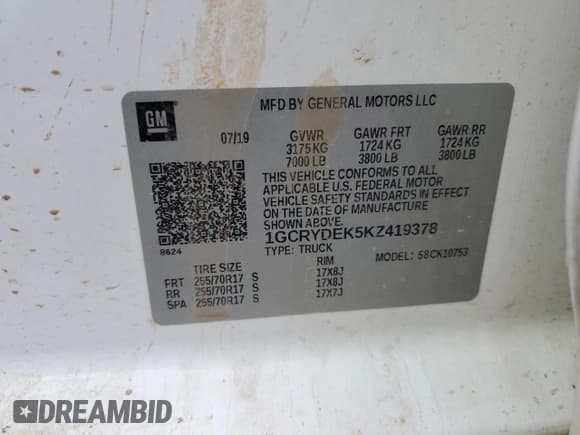 GM
MFD BY GENERAL MOTORS LLC
07/19 GVWR GAWR FRT GAWR RR
3175 KG 1724 KG 1724 KG
7000 LB 3800 LB 3800 LB
THIS VEHICLE CONFORMS TO ALL
APPLICABLE U.S. FEDERAL MOTOR
VEHICLE SAFETY STANDARDS IN EFFECT
ON THE DATE OF MANUFACTURE
SHOWN ABOVE.
1GCRYDEK5KZ419378
8624
TYPE: TRUCK MODEL: 58CK10753
TIRE SIZE RIM
FRT 255/70R17 S 17X8J
RR 255/70R17 S 17X8J
SPA 255/70R17 S 17X7J
DREAMBID